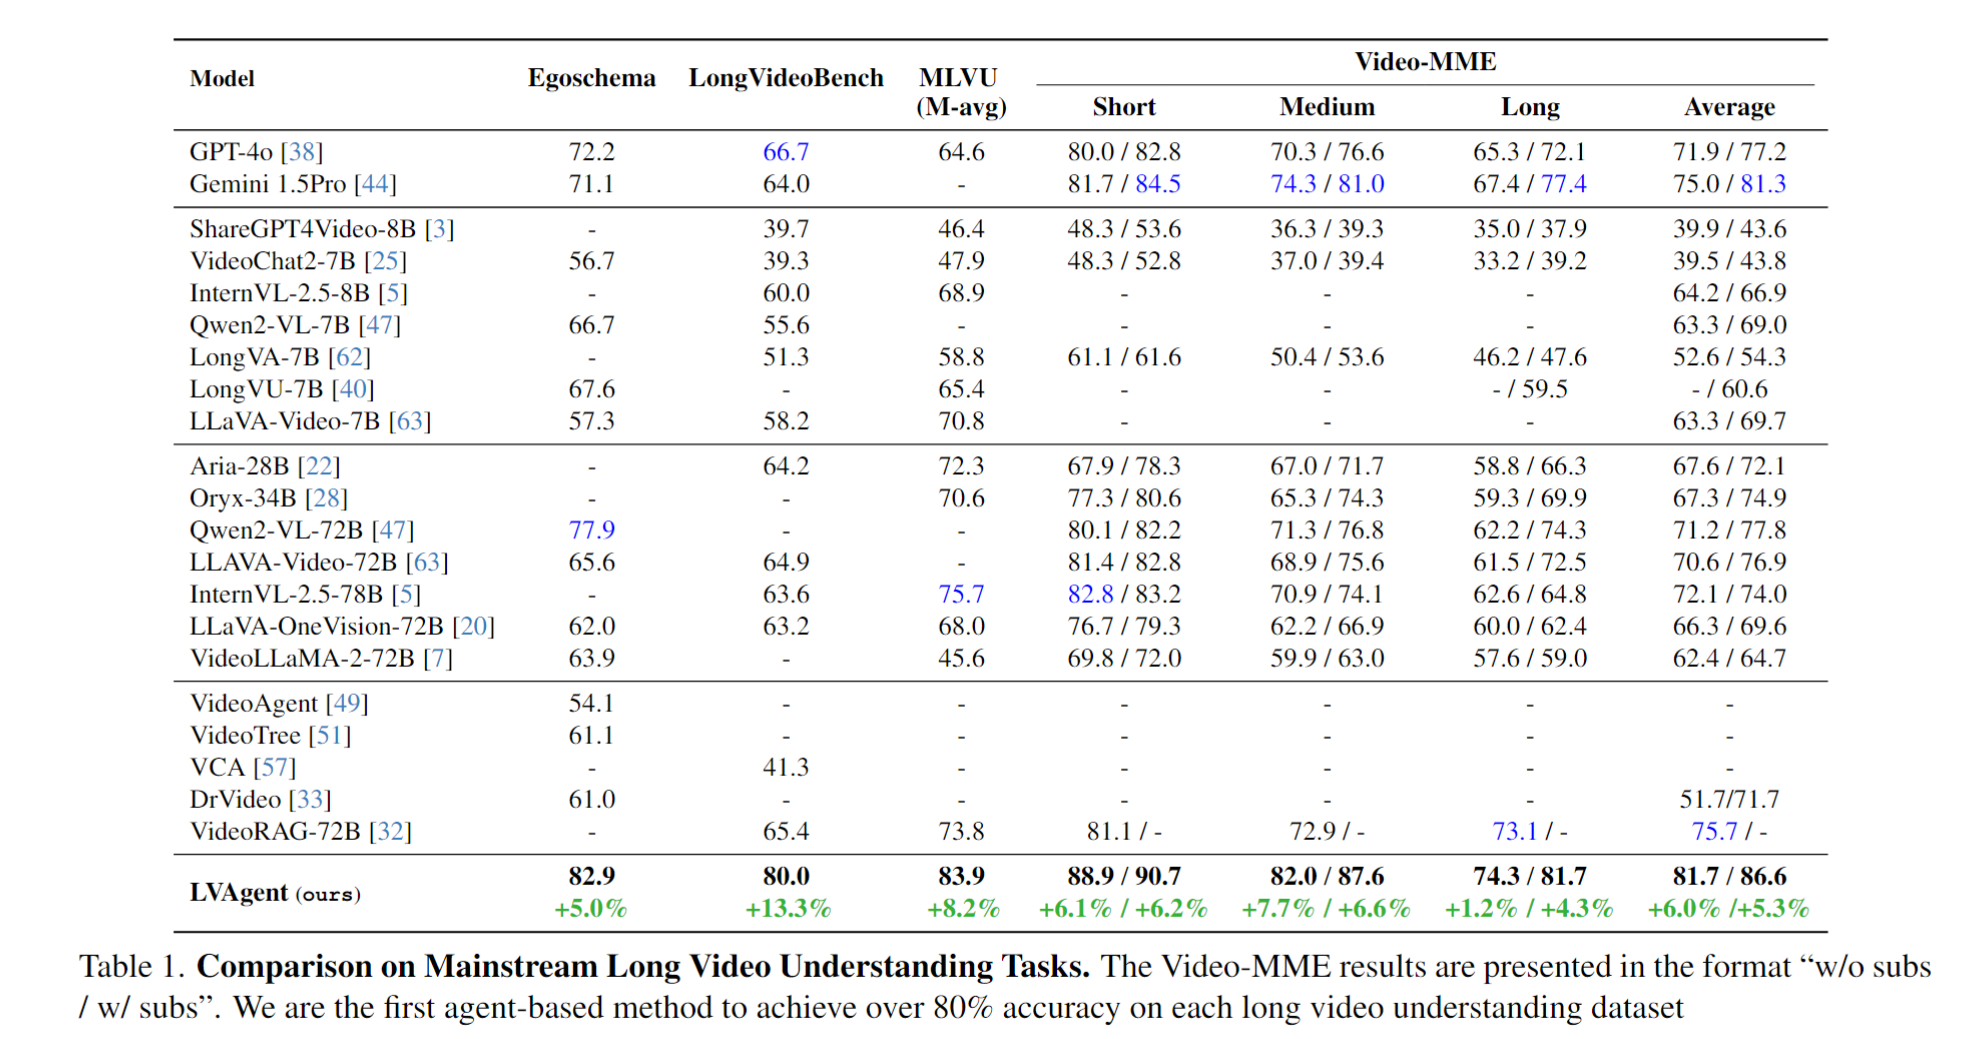 Model Egoschema LongVideoBench MLVU (M-avg) Video-MME
Short Medium Long Average
GPT-4o [38] 72.2 66.7 64.6 80.0 / 82.8 70.3 / 76.6 65.3 / 72.1 71.9 / 77.2
Gemini 1.5Pro [44] 71.1 64.0 - 81.7 / 84.5 74.3 / 81.0 67.4 / 77.4 75.0 / 81.3
ShareGPT4Video-8B [3] - 39.7 46.4 48.3 / 53.6 36.3 / 39.3 35.0 / 37.9 39.9 / 43.6
VideoChat2-7B [25] 56.7 39.3 47.9 48.3 / 52.8 37.0 / 39.4 33.2 / 39.2 39.5 / 43.8
InternVL-2.5-8B [5] - 60.0 68.9 - - - 64.2 / 66.9
Qwen2-VL-7B [47] 66.7 55.6 - - - - 63.3 / 69.0
LongVA-7B [62] - 51.3 58.8 61.1 / 61.6 50.4 / 53.6 46.2 / 47.6 52.6 / 54.3
LongVU-7B [40] 67.6 - 65.4 - - - / 59.5 - / 60.6
LLaVA-Video-7B [63] 57.3 58.2 70.8 - - - 63.3 / 69.7
Aria-28B [22] - 64.2 72.3 67.9 / 78.3 67.0 / 71.7 58.8 / 66.3 67.6 / 72.1
Oryx-34B [28] - - 70.6 77.3 / 80.6 65.3 / 74.3 59.3 / 69.9 67.3 / 74.9
Qwen2-VL-72B [47] 77.9 - - 80.1 / 82.2 71.3 / 76.8 62.2 / 74.3 71.2 / 77.8
LLAVA-Video-72B [63] 65.6 64.9 - 81.4 / 82.8 68.9 / 75.6 61.5 / 72.5 70.6 / 76.9
InternVL-2.5-78B [5] - 63.6 75.7 82.8 / 83.2 70.9 / 74.1 62.6 / 64.8 72.1 / 74.0
LLaVA-OneVision-72B [20] 62.0 63.2 68.0 76.7 / 79.3 62.2 / 66.9 60.0 / 62.4 66.3 / 69.6
VideoLLaMA-2-72B [7] 63.9 - 45.6 69.8 / 72.0 59.9 / 63.0 57.6 / 59.0 62.4 / 64.7
VideoAgent [49] 54.1 - - - - - -
VideoTree [51] 61.1 - - - - - -
VCA [57] - 41.3 - - - - -
DrVideo [33] 61.0 - - - - - 51.7/71.7
VideoRAG-72B [32] - 65.4 73.8 81.1 / - 72.9 / - 73.1 / - 75.7 / -
LVAgent (ours) 82.9 80.0 83.9 88.9 / 90.7 82.0 / 87.6 74.3 / 81.7 81.7 / 86.6
+5.0% +13.3% +8.2% +6.1% / +6.2% +7.7% / +6.6% +1.2% / +4.3% +6.0% /+5.3%
Table 1. Comparison on Mainstream Long Video Understanding Tasks. The Video-MME results are presented in the format “w/o subs
/ w/ subs”. We are the first agent-based method to achieve over 80% accuracy on each long video understanding dataset